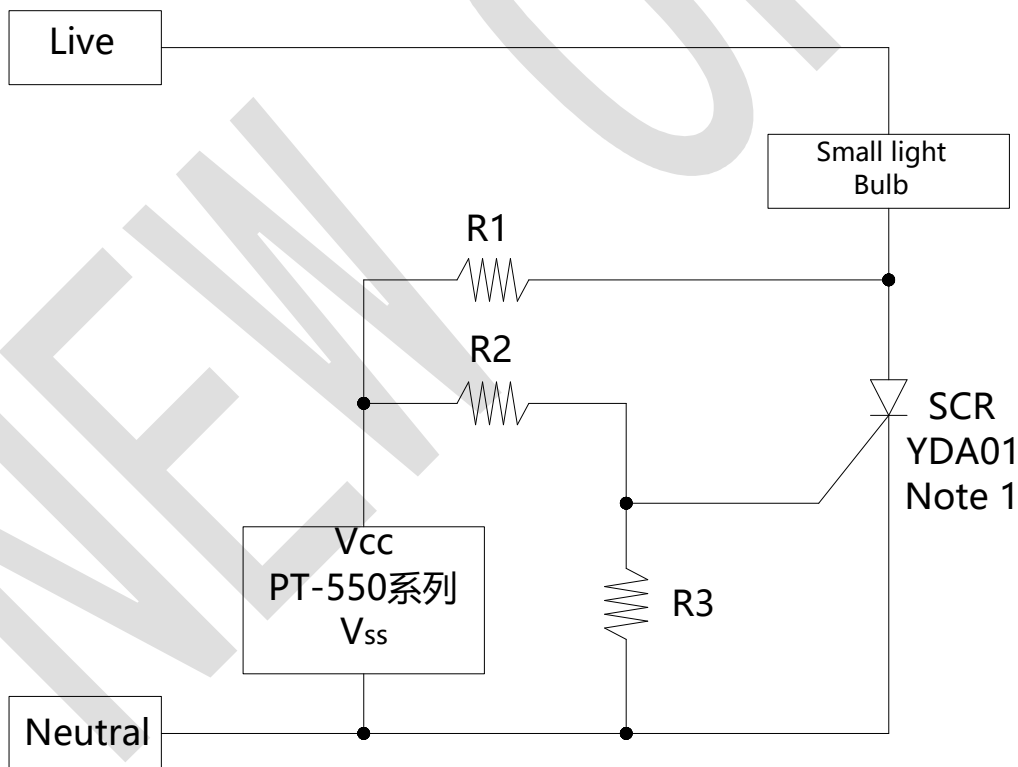 Live
Small light
Bulb
R1
R2
SCR
YDA01
Note 1
Vcc
PT-550系列
Vss
R3
Neutral
NEW